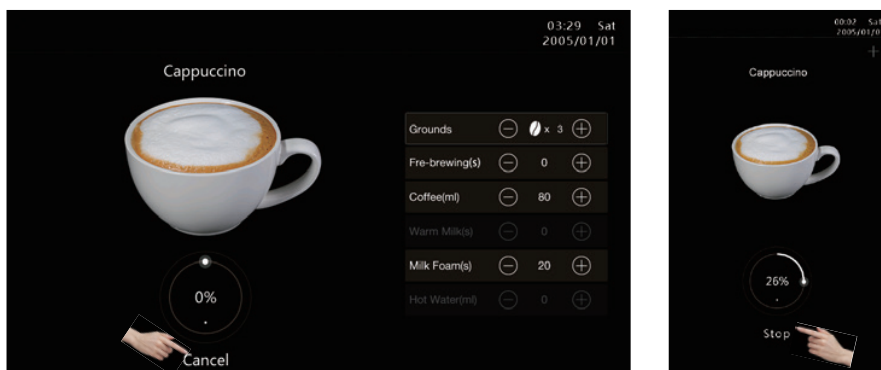 03:29 Sat
2005/01/01
Cappuccino
Grounds x 3
Fre-brewing(s) 0
Coffee(ml) 80
Warm Milk(s) 0
Milk Foam(s) 20
Hot Water(ml) 0
0%
Cancel
00:02 Sat
2005/01/0
Cappuccino
26%
Stop